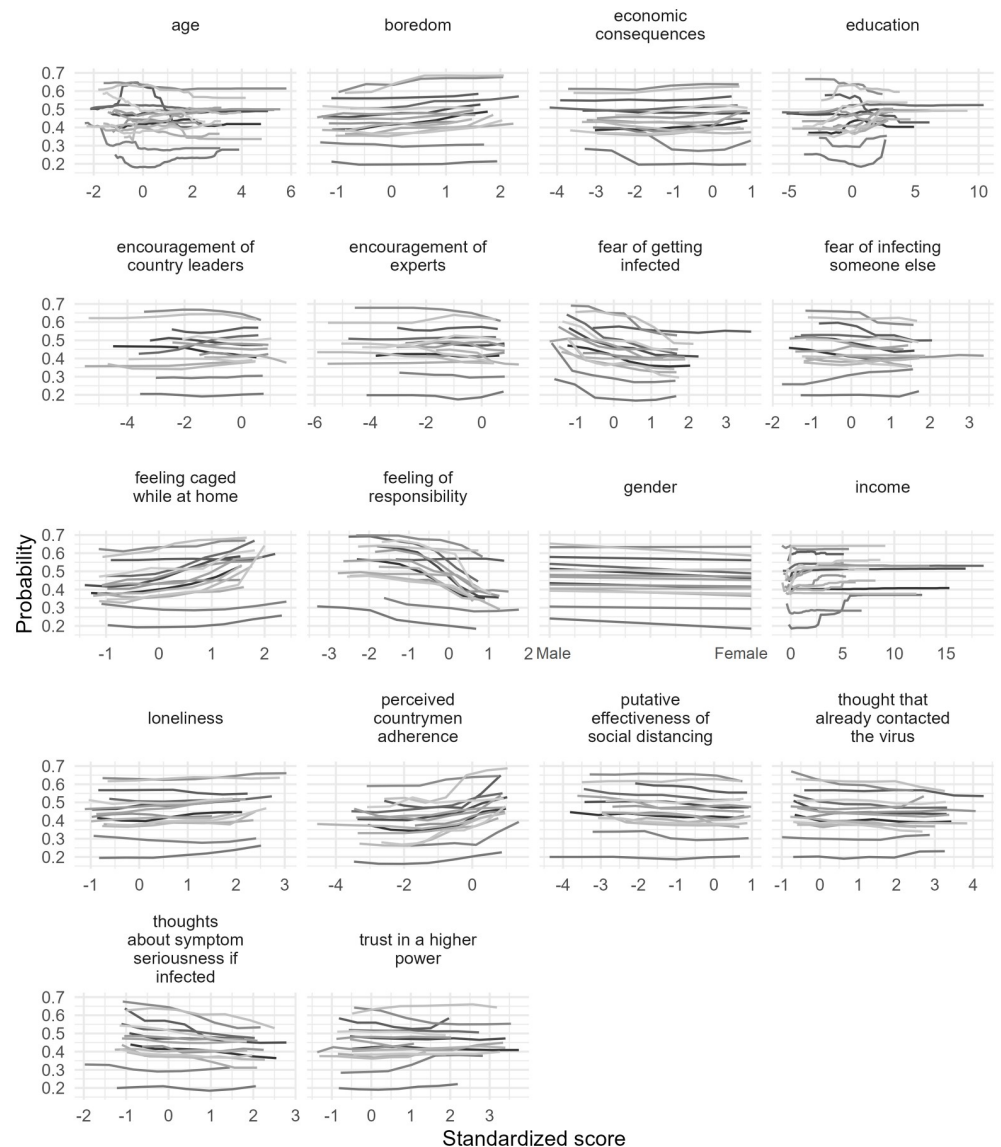 age
boredom
economic
consequences
education
0.7
0.6
0.5
0.4
0.3
0.2
-2 0 2 4 6
-1 0 1 2
-4 -3 -2 -1 0 1
-5 0 5 10
encouragement of
country leaders
encouragement of
experts
fear of getting
infected
fear of infecting
someone else
0.7
0.6
0.5
0.4
0.3
0.2
-4 -2 0
-6 -4 -2 0
-1 0 1 2 3
-2 -1 0 1 2 3
feeling caged
while at home
feeling of
responsibility
gender
income
Probability
0.7
0.6
0.5
0.4
0.3
0.2
-1 0 1 2
-3 -2 -1 0 1 2
Male Female
0 5 10 15
loneliness
perceived
countrymen
adherence
putative
effectiveness of
social distancing
thought that
already contacted
the virus
0.7
0.6
0.5
0.4
0.3
0.2
-1 0 1 2 3
-4 -2 0
-4 -3 -2 -1 0 1
-1 0 1 2 3 4
thoughts
about symptom
seriousness if
infected
trust in a higher
power
0.7
0.6
0.5
0.4
0.3
0.2
-2 -1 0 1 2 3
-1 0 1 2 3
Standardized score